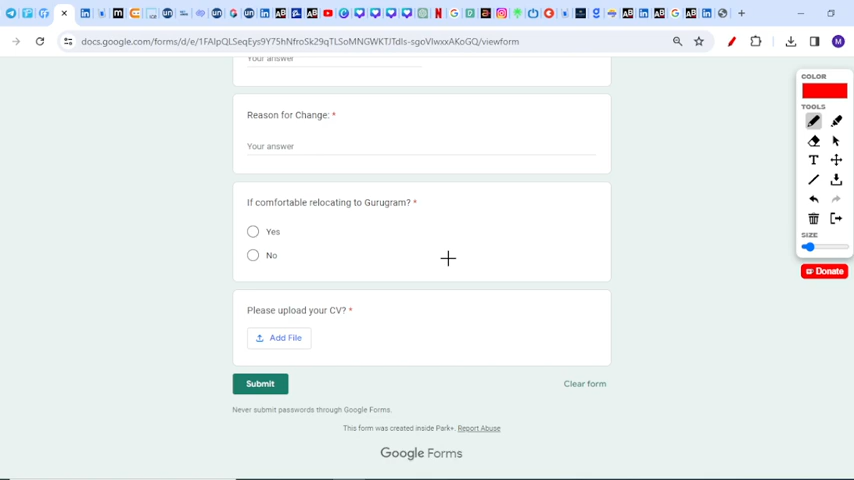 docs.google.com/forms/d/e/1FAIpQLSeqEys9Y75hNfroSk29qTLSoMNGWKTJTdIs-sgoVIwxxAKoGQ/viewform
M
Your answer
Reason for Change: *
Your answer
If comfortable relocating to Gurugram? *
Yes
No
Please upload your CV? *
Add File
Submit
Clear form
Never submit passwords through Google Forms.
This form was created inside Park+. Report Abuse
Google Forms
COLOR
TOOLS
T
SIZE
Donate